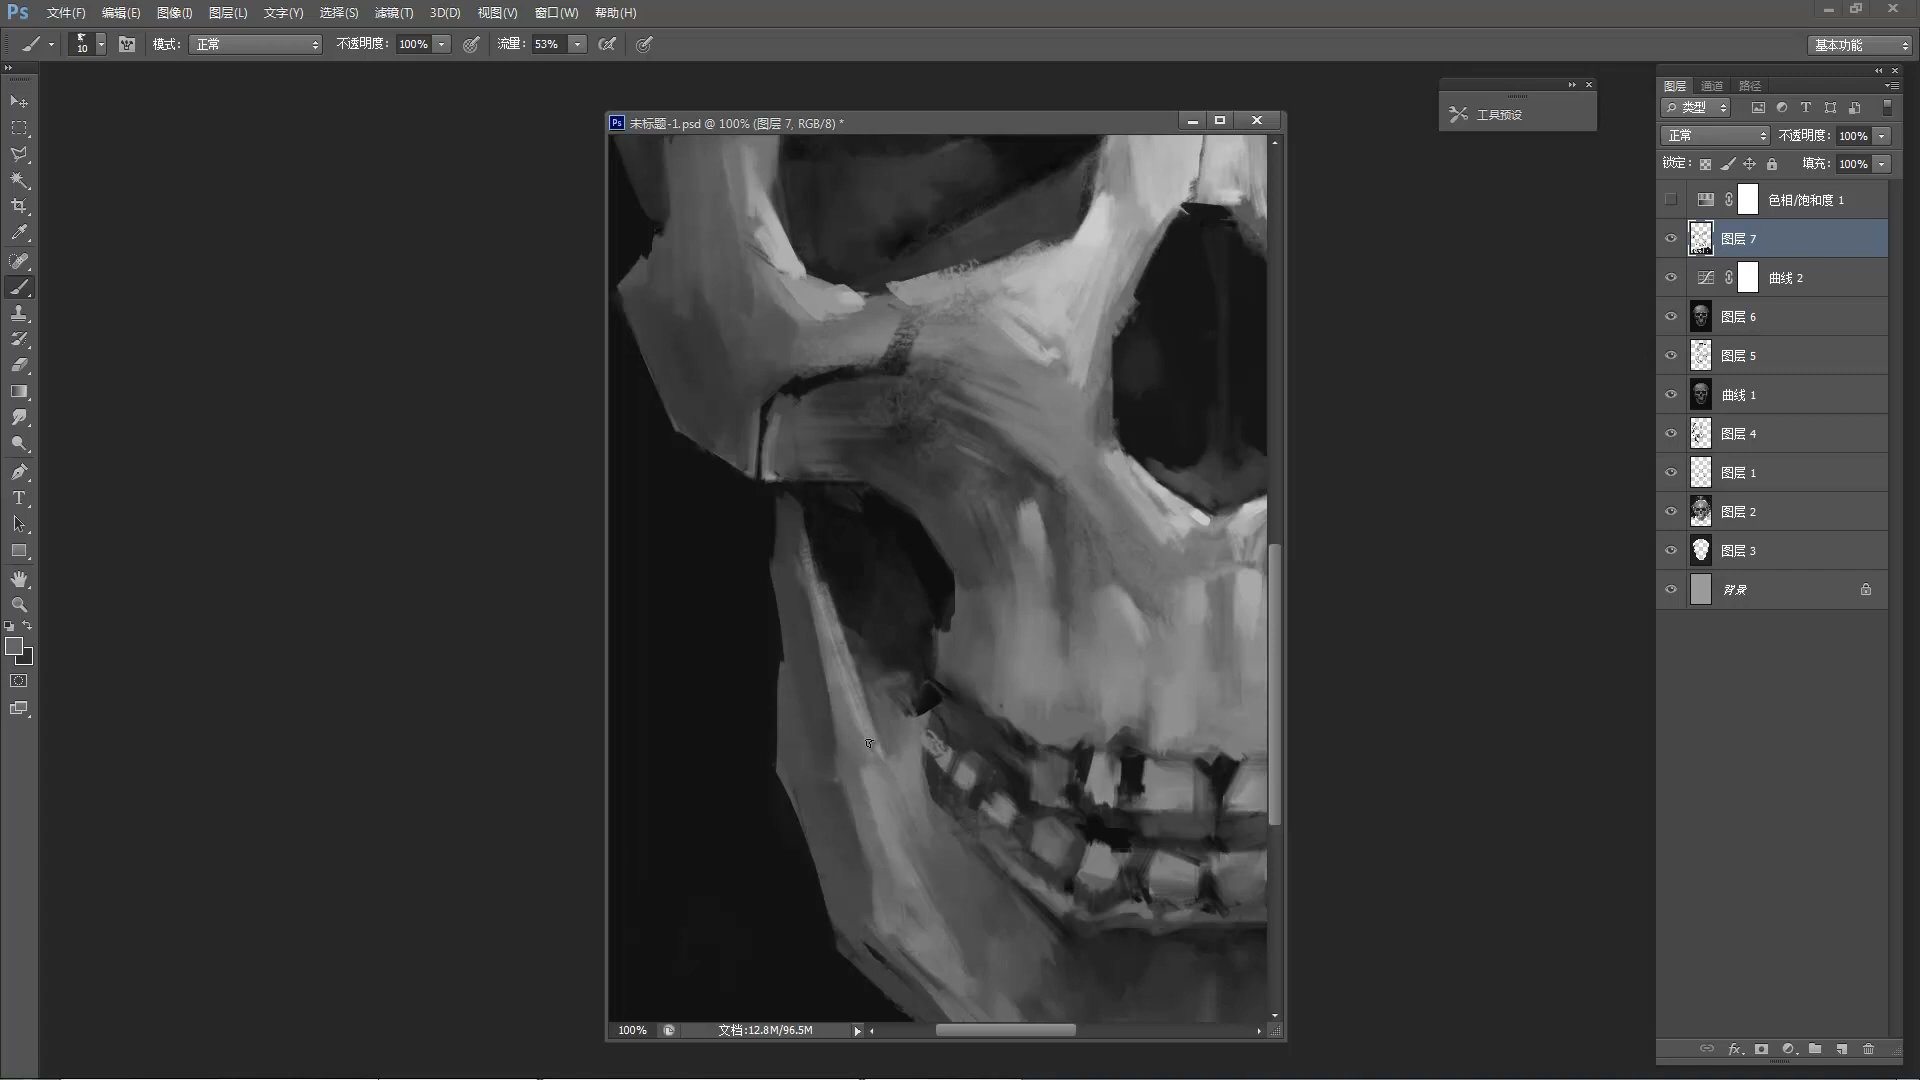 Ps 文件(F) 编辑(E) 图像(I) 图层(L) 文字(Y) 选择(S) 滤镜(T) 3D(D) 视图(V) 窗口(W) 帮助(H)
10 模式: 正常 不透明度: 100% 流量: 53% 基本功能
图层 通道 路径
工具预设
类型
Ps 未标题-1.psd @ 100% (图层 7, RGB/8) *
正常 不透明度: 100%
锁定: 填充: 100%
色相/饱和度 1
图层 7
曲线 2
图层 6
图层 5
曲线 1
图层 4
图层 1
图层 2
图层 3
背景
100% 文档:12.8M/96.5M